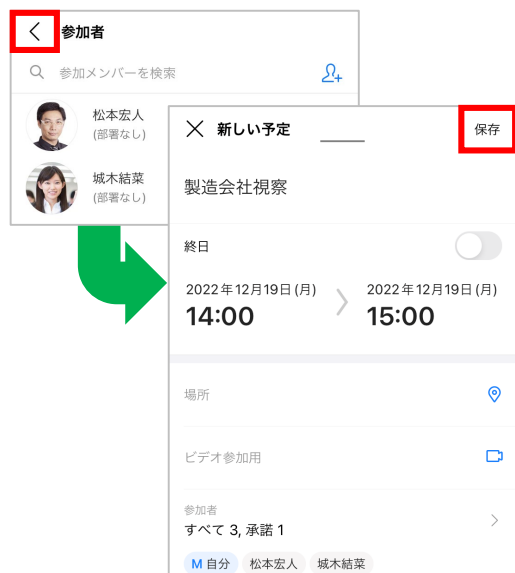 参加者
参加メンバーを検索
松本宏人
(部署なし)
城木結菜
(部署なし)
新しい予定
保存
製造会社視察
終日
2022年12月19日(月)
14:00
2022年12月19日(月)
15:00
場所
ビデオ参加用
参加者
すべて 3, 承諾 1
M 自分 松本宏人 城木結菜